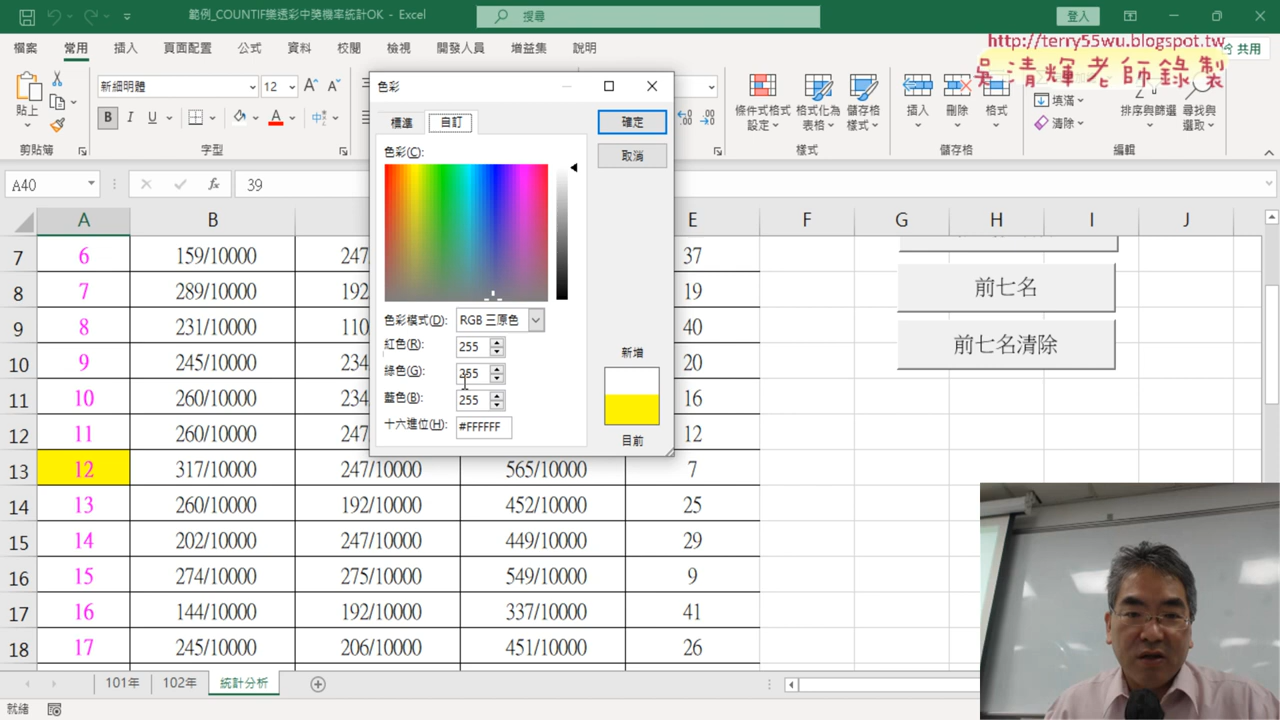 範例_COUNTIF樂透彩中獎機率統計OK - Excel
搜尋
登入
檔案 常用 插入 頁面配置 公式 資料 校閱 檢視 開發人員 增益集 說明
共用
http://terry55wu.blogspot.tw
吳清輝老師錄製
貼上
新細明體 12
B I U A 中
條件式格式設定 格式化為表格 儲存格樣式
插入 刪除 格式
填滿
清除
排序與篩選 尋找與選取
剪貼簿 字型 樣式 儲存格 編輯
A40 fx 39
A B E F G H I J
7 6 159/10000 247 37
8 7 289/10000 192 19
9 8 231/10000 110 40
10 9 245/10000 234 20
11 10 260/10000 234 16
12 11 260/10000 247 12
13 12 317/10000 247/10000 565/10000 7
14 13 260/10000 192/10000 452/10000 25
15 14 202/10000 247/10000 449/10000 29
16 15 274/10000 275/10000 549/10000 9
17 16 144/10000 192/10000 337/10000 41
18 17 245/10000 206/10000 451/10000 26
前七名
前七名清除
色彩
標準 自訂
確定
取消
色彩(C):
色彩模式(D): RGB 三原色
紅色(R): 255
綠色(G): 255
藍色(B): 255
十六進位(H): #FFFFFF
新增
目前
101年 102年 統計分析
就緒